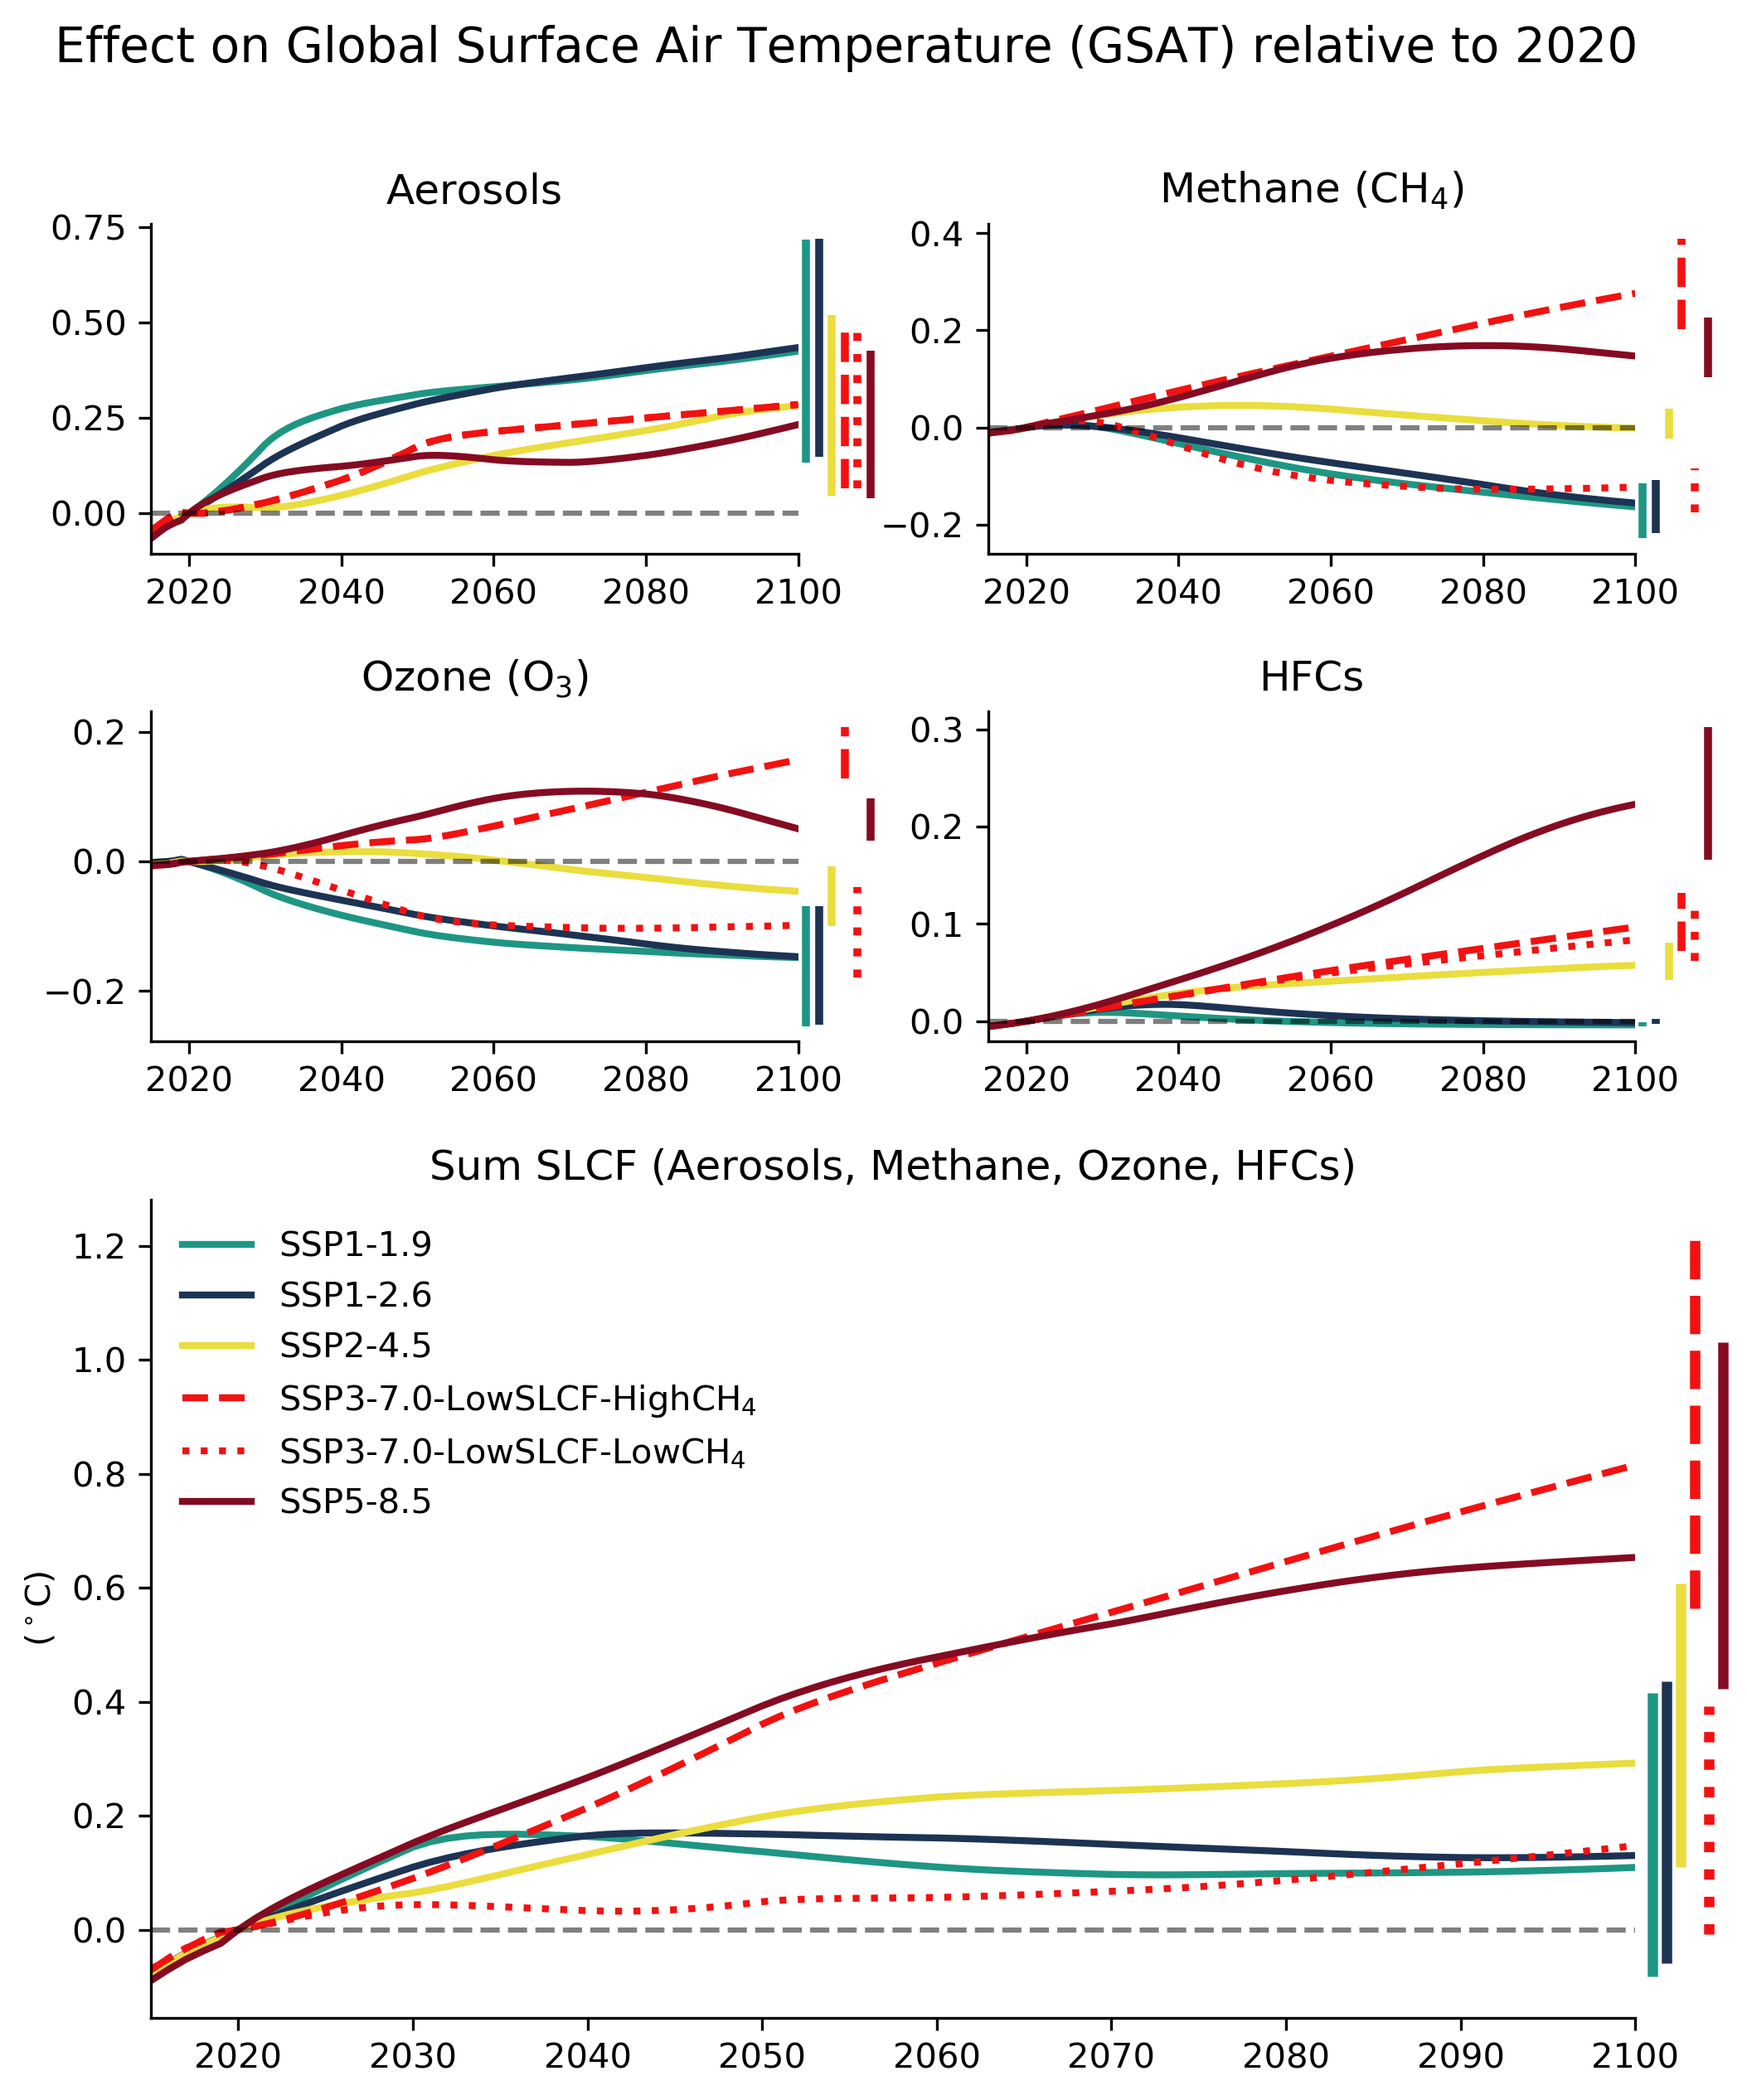 Effect on Global Surface Air Temperature (GSAT) relative to 2020
Aerosols
0.75
0.50
0.25
0.00
2020 2040 2060 2080 2100
Methane (CH₄)
0.4
0.2
0.0
−0.2
2020 2040 2060 2080 2100
Ozone (O₃)
0.2
0.0
−0.2
2020 2040 2060 2080 2100
HFCs
0.3
0.2
0.1
0.0
2020 2040 2060 2080 2100
Sum SLCF (Aerosols, Methane, Ozone, HFCs)
(°C)
1.2
1.0
0.8
0.6
0.4
0.2
0.0
SSP1-1.9
SSP1-2.6
SSP2-4.5
SSP3-7.0-LowSLCF-HighCH₄
SSP3-7.0-LowSLCF-LowCH₄
SSP5-8.5
2020 2030 2040 2050 2060 2070 2080 2090 2100